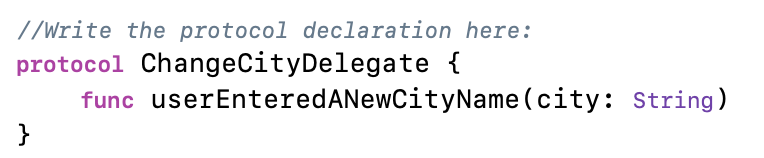 //Write the protocol declaration here:
protocol ChangeCityDelegate {
    func userEnteredANewCityName(city: String)
}